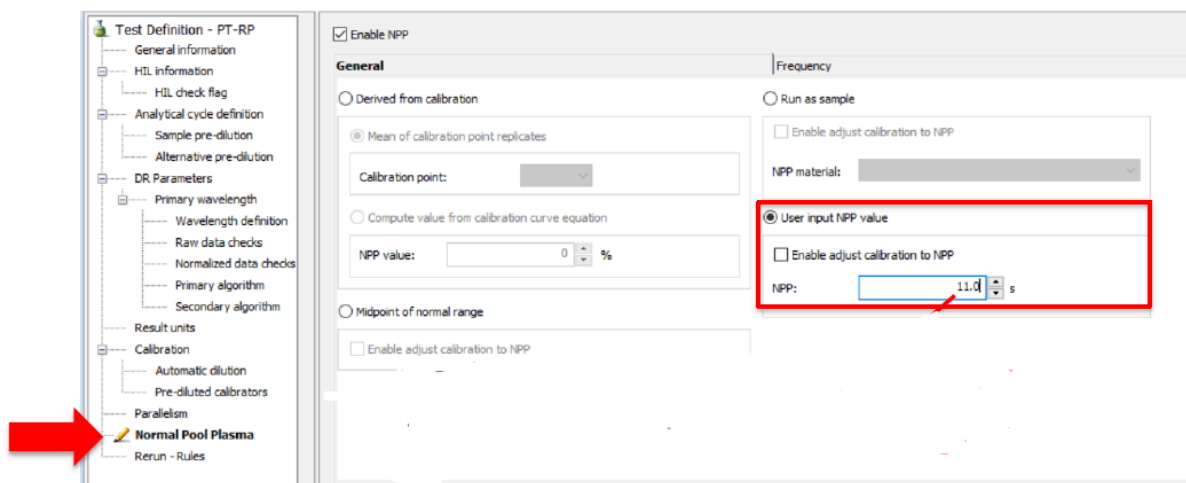 Test Definition - PT-RP
General information
HIL information
HIL check flag
Analytical cycle definition
Sample pre-dilution
Alternative pre-dilution
DR Parameters
Primary wavelength
Wavelength definition
Raw data checks
Normalized data checks
Primary algorithm
Secondary algorithm
Result units
Calibration
Automatic dilution
Pre-diluted calibrators
Parallelism
Normal Pool Plasma
Rerun - Rules
Enable NPP
General
Frequency
Derived from calibration
Mean of calibration point replicates
Calibration point:
Compute value from calibration curve equation
NPP value: 0 %
Midpoint of normal range
Enable adjust calibration to NPP
Run as sample
Enable adjust calibration to NPP
NPP material:
User input NPP value
Enable adjust calibration to NPP
NPP: 11.0 s